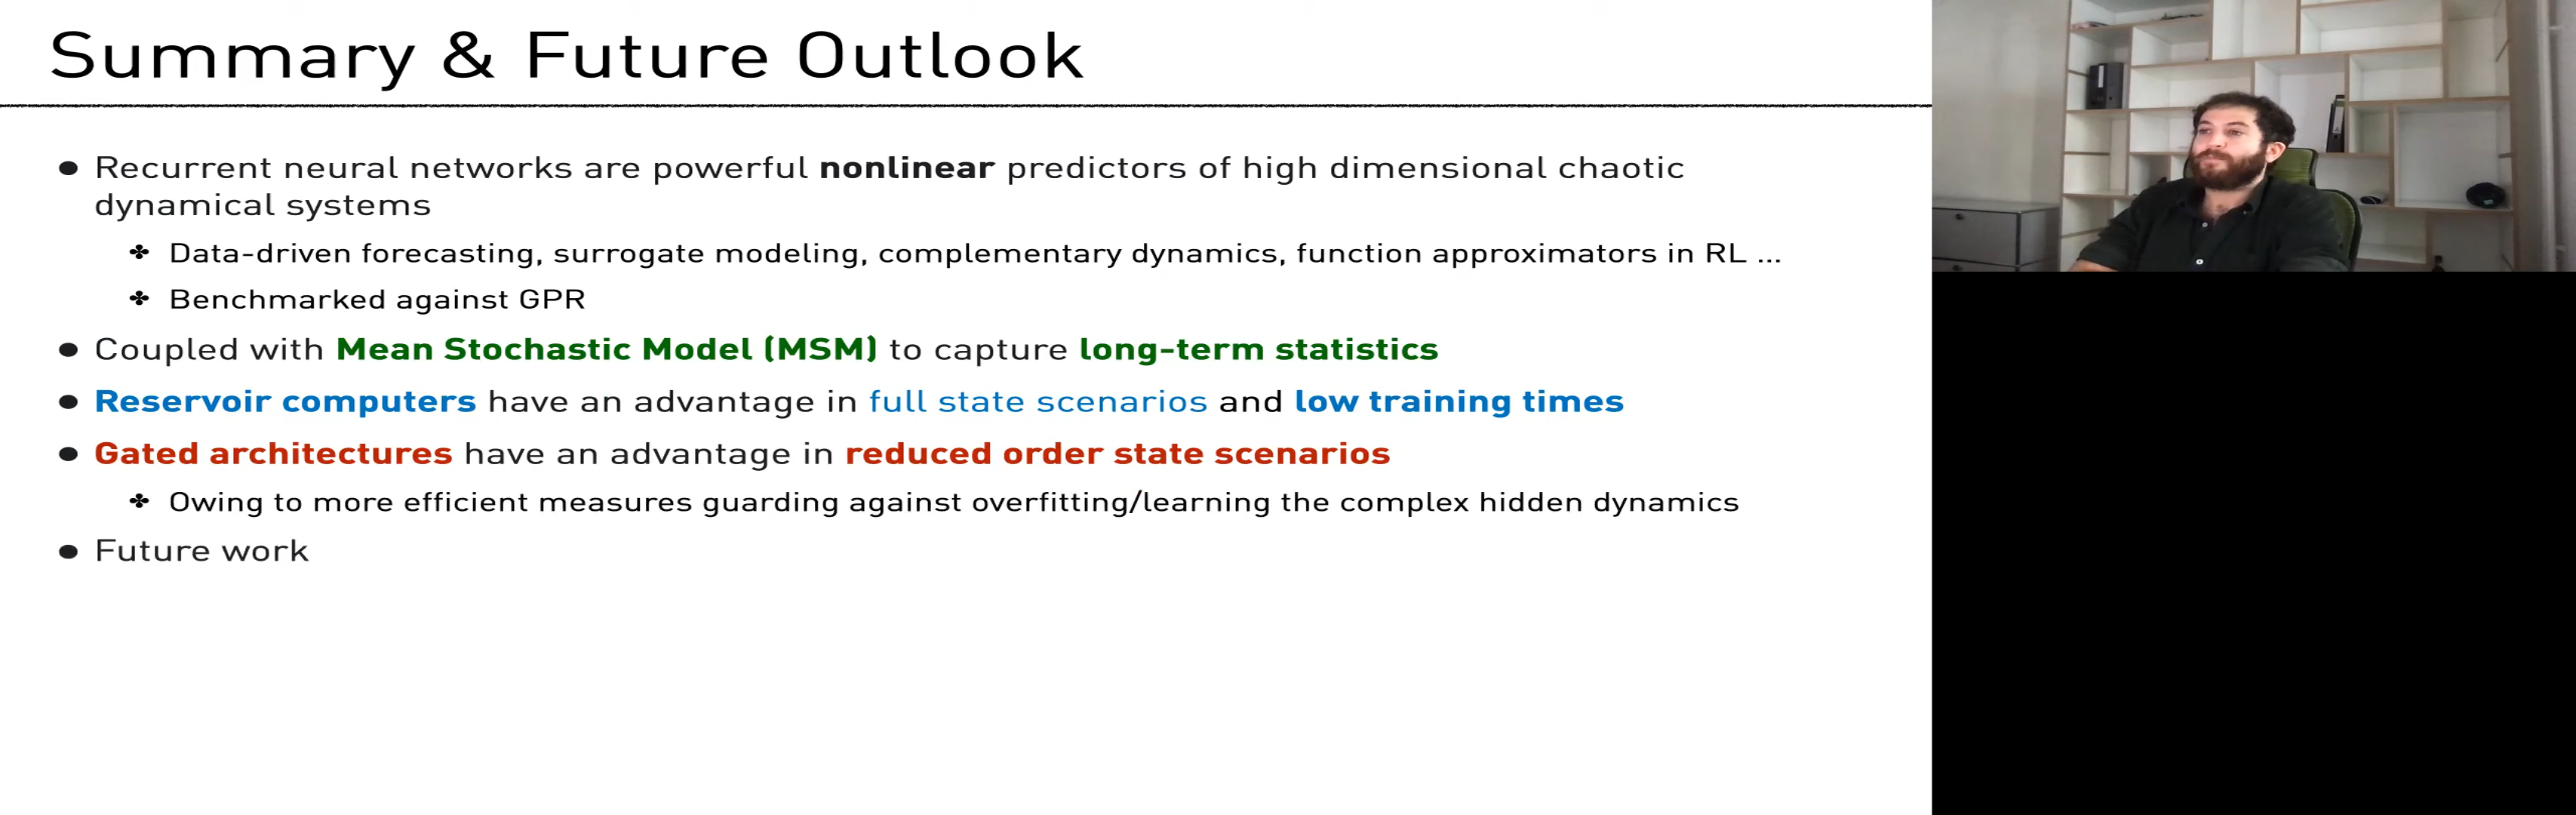 Summary & Future Outlook
● Recurrent neural networks are powerful nonlinear predictors of high dimensional chaotic
dynamical systems
✤ Data-driven forecasting, surrogate modeling, complementary dynamics, function approximators in RL ...
✤ Benchmarked against GPR
● Coupled with Mean Stochastic Model (MSM) to capture long-term statistics
● Reservoir computers have an advantage in full state scenarios and low training times
● Gated architectures have an advantage in reduced order state scenarios
✤ Owing to more efficient measures guarding against overfitting/learning the complex hidden dynamics
● Future work